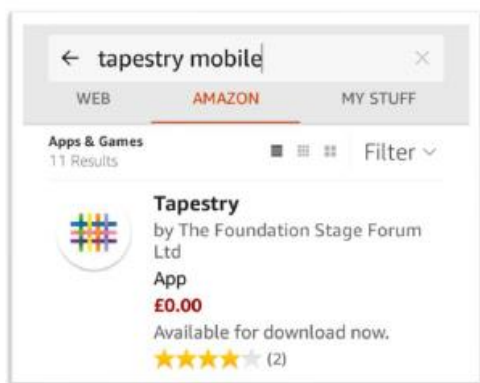 ← tapestry mobile ×
WEB AMAZON MY STUFF
Apps & Games
11 Results
Filter
Tapestry
by The Foundation Stage Forum
Ltd
App
£0.00
Available for download now.
(2)